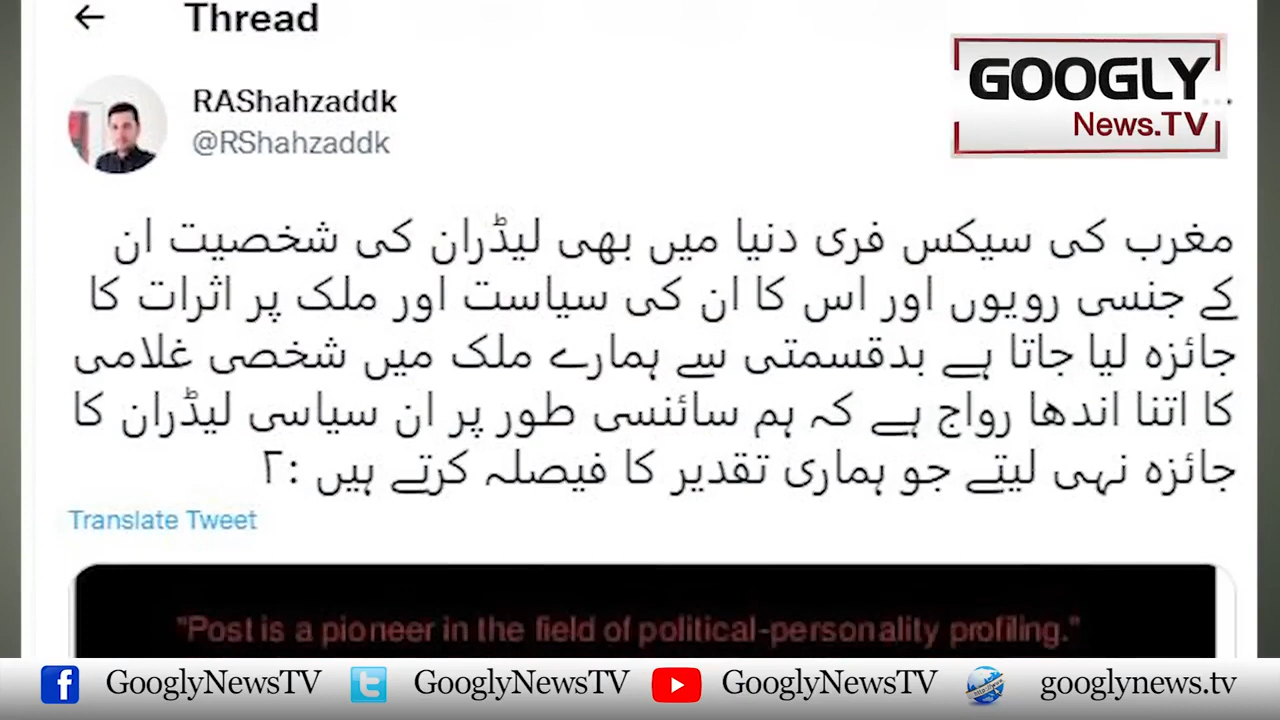 Thread
GOOGLY
News.TV
RAShahzaddk
@RShahzaddk
مغرب کی سیکس فری دنیا میں بھی لیڈران کی شخصیت ان
کے جنسی رویوں اور اس کا ان کی سیاست اور ملک پر اثرات کا
جائزہ لیا جاتا ہے بدقسمتی سے ہمارے ملک میں شخصی غلامی
کا اتنا اندھا رواج ہے کہ ہم سائنسی طور پر ان سیاسی لیڈران کا
جائزہ نہی لیتے جو ہماری تقدیر کا فیصلہ کرتے ہیں :۲
Translate Tweet
"Post is a pioneer in the field of political-personality profiling."
GooglyNewsTV GooglyNewsTV GooglyNewsTV googlynews.tv